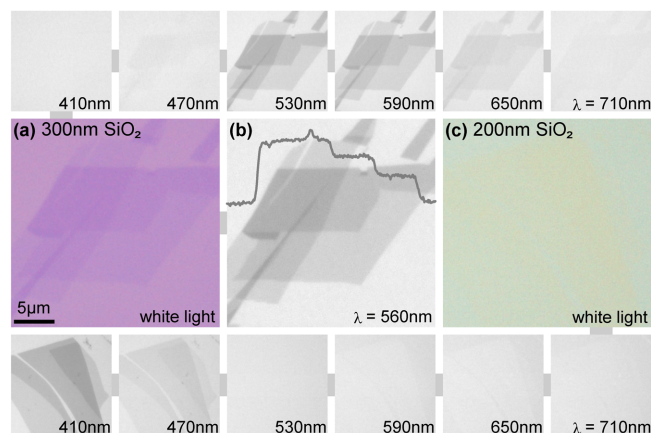 410nm
470nm
530nm
590nm
650nm
λ = 710nm
(a) 300nm SiO₂
(b)
(c) 200nm SiO₂
5μm
white light
λ = 560nm
white light
410nm
470nm
530nm
590nm
650nm
λ = 710nm